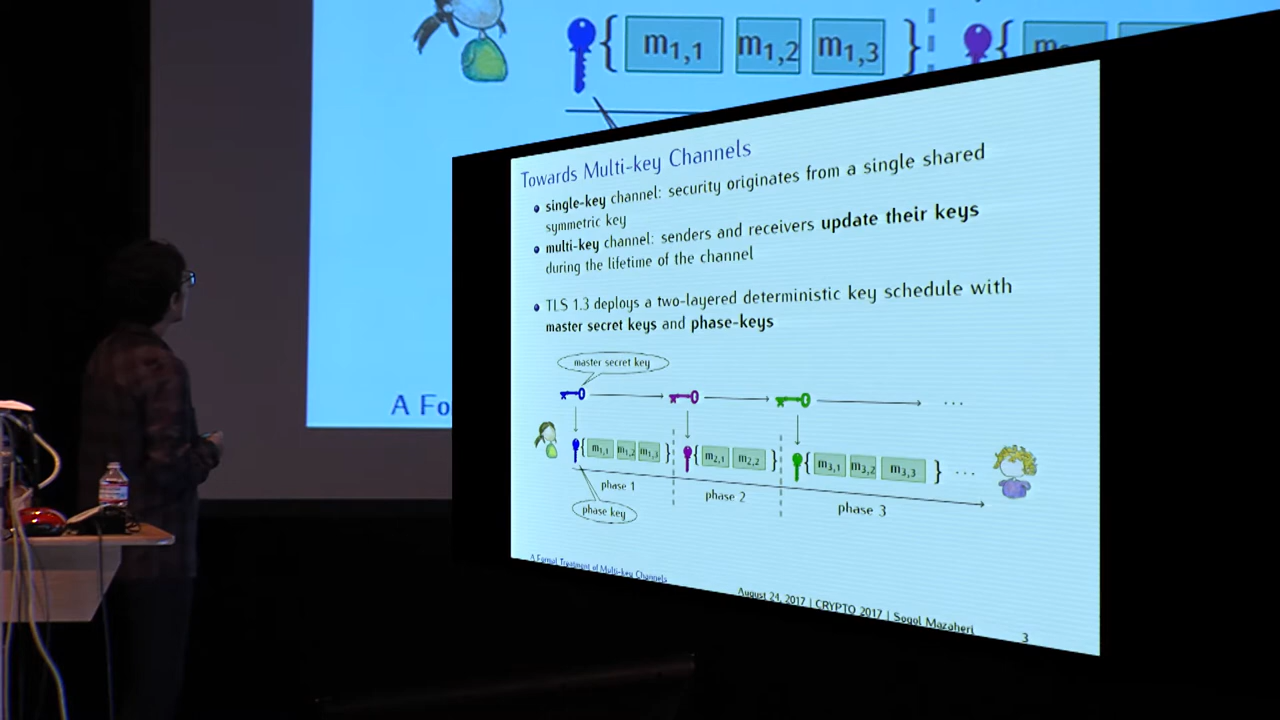 m1,1 m1,2 m1,3
Towards Multi-key Channels
single-key channel: security originates from a single shared
symmetric key
multi-key channel: senders and receivers update their keys
during the lifetime of the channel
TLS 1.3 deploys a two-layered deterministic key schedule with
master secret keys and phase-keys
master secret key
...
{ m1,1 m1,2 m1,3 } { m2,1 m2,2 } { m3,1 m3,2 m3,3 } ...
phase 1 phase 2 phase 3
phase key
A Fo
A Formal Treatment of Multi-key Channels
August 24, 2017 | CRYPTO 2017 | Sogol Mazaheri
3